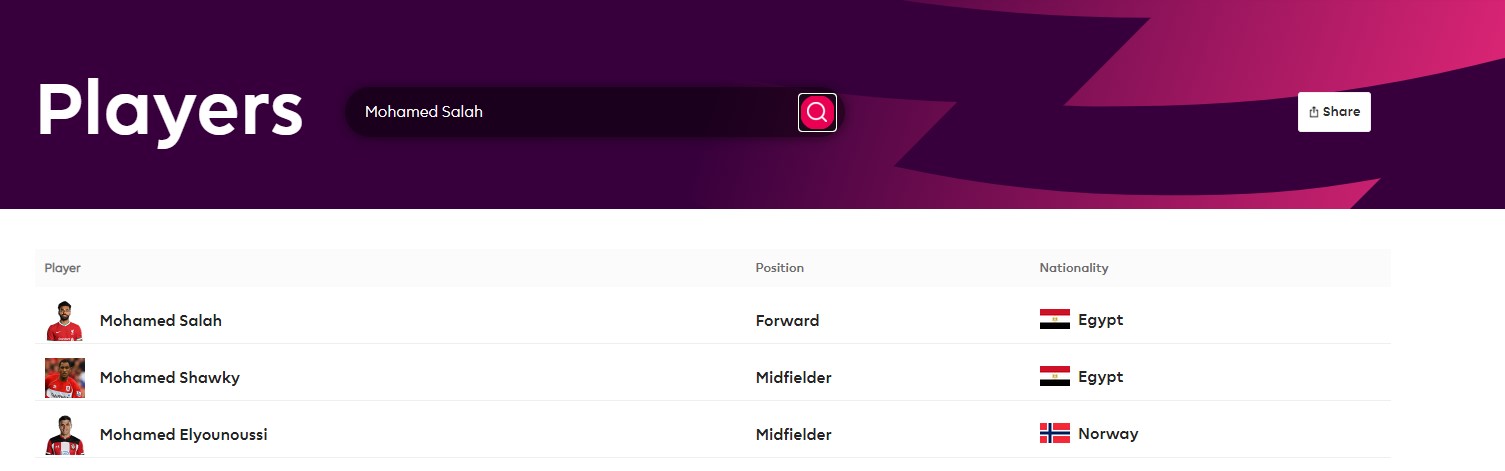 Players
Mohamed Salah
Share
Player Position Nationality
Mohamed Salah Forward Egypt
Mohamed Shawky Midfielder Egypt
Mohamed Elyounoussi Midfielder Norway